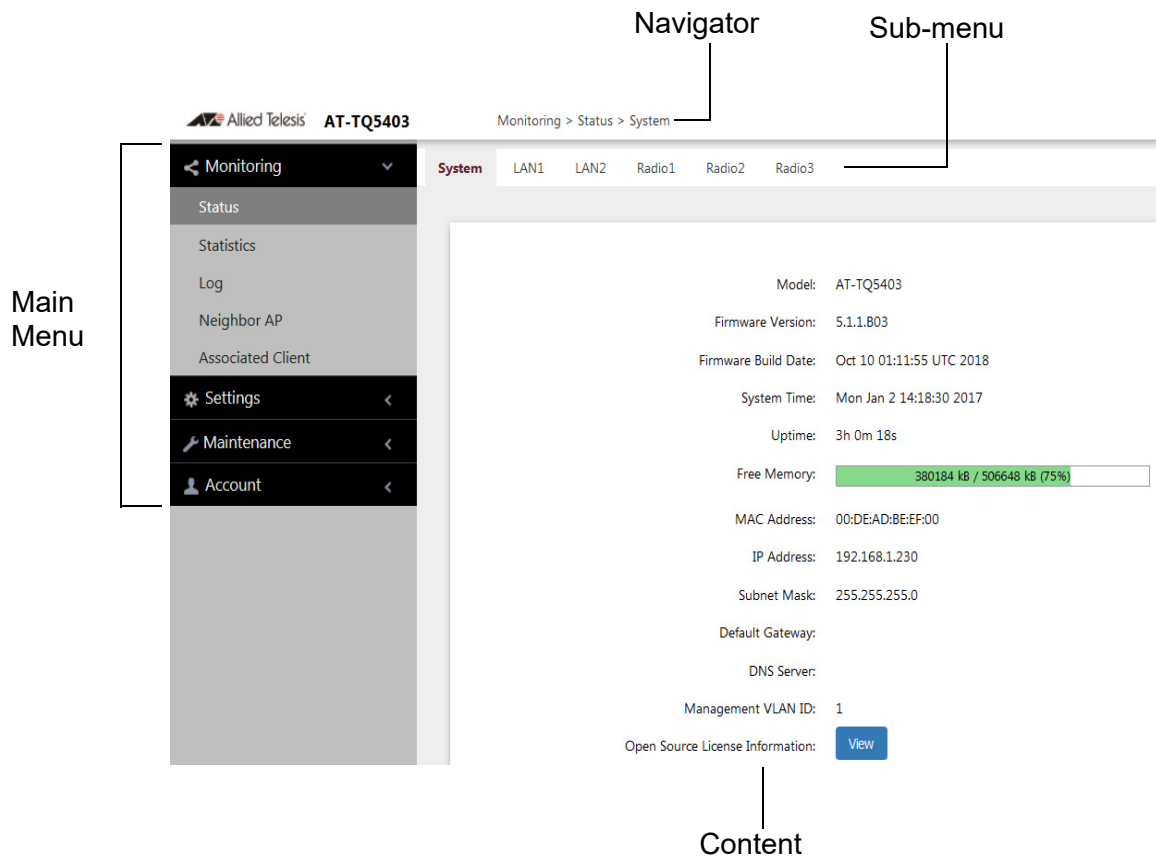 Navigator
Sub-menu
Allied Telesis AT-TQ5403
Monitoring > Status > System
Main
Menu
Monitoring
Status
Statistics
Log
Neighbor AP
Associated Client
Settings
Maintenance
Account
System LAN1 LAN2 Radio1 Radio2 Radio3
Model: AT-TQ5403
Firmware Version: 5.1.1.B03
Firmware Build Date: Oct 10 01:11:55 UTC 2018
System Time: Mon Jan 2 14:18:30 2017
Uptime: 3h 0m 18s
Free Memory: 380184 kB / 506648 kB (75%)
MAC Address: 00:DE:AD:BE:EF:00
IP Address: 192.168.1.230
Subnet Mask: 255.255.255.0
Default Gateway:
DNS Server:
Management VLAN ID: 1
Open Source License Information: View
Content